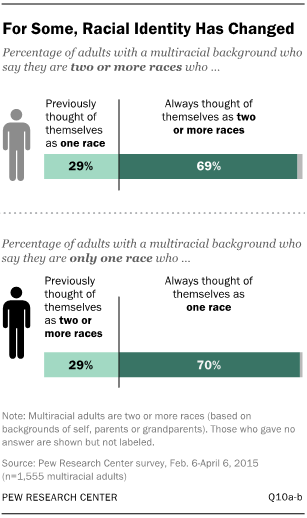 For Some, Racial Identity Has Changed
Percentage of adults with a multiracial background who
say they are two or more races who ...
Previously
thought of
themselves
as one race
Always thought of
themselves as two
or more races
29%
69%
Percentage of adults with a multiracial background who
say they are only one race who ...
Previously
thought of
themselves
as two or
more races
Always thought of
themselves as
one race
29%
70%
Note: Multiracial adults are two or more races (based on
backgrounds of self, parents or grandparents). Those who gave no
answer are shown but not labeled.
Source: Pew Research Center survey, Feb. 6-April 6, 2015
(n=1,555 multiracial adults)
PEW RESEARCH CENTER
Q10a-b